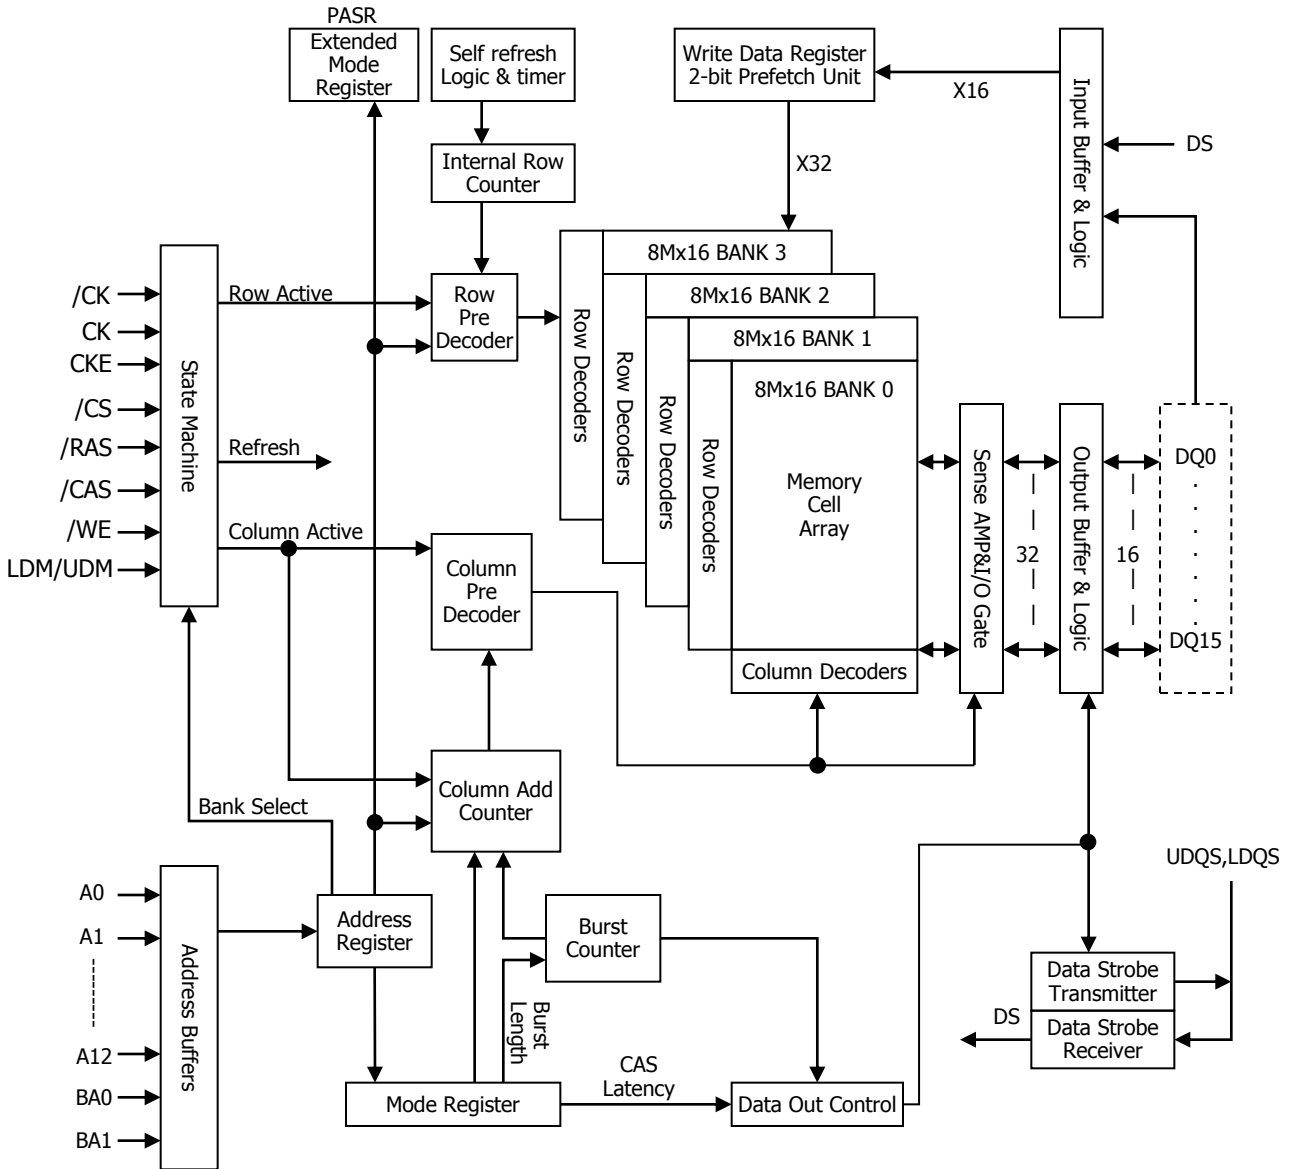 PASR
Extended
Mode
Register
Self refresh
Logic & timer
Write Data Register
2-bit Prefetch Unit
X16
Input Buffer & Logic
DS
Internal Row
Counter
X32
8Mx16 BANK 3
8Mx16 BANK 2
8Mx16 BANK 1
8Mx16 BANK 0
Row Decoders
Row Decoders
Row Decoders
Row Decoders
Memory
Cell
Array
Column Decoders
/CK
CK
CKE
/CS
/RAS
/CAS
/WE
LDM/UDM
State Machine
Row Active
Refresh
Column Active
Row
Pre
Decoder
Column
Pre
Decoder
Sense AMP&I/O Gate
32
Output Buffer & Logic
16
DQ0
DQ15
Bank Select
Column Add
Counter
A0
A1
A12
BA0
BA1
Address Buffers
Address
Register
Burst
Counter
Burst
Length
Mode Register
CAS
Latency
Data Out Control
UDQS,LDQS
Data Strobe
Transmitter
DS
Data Strobe
Receiver